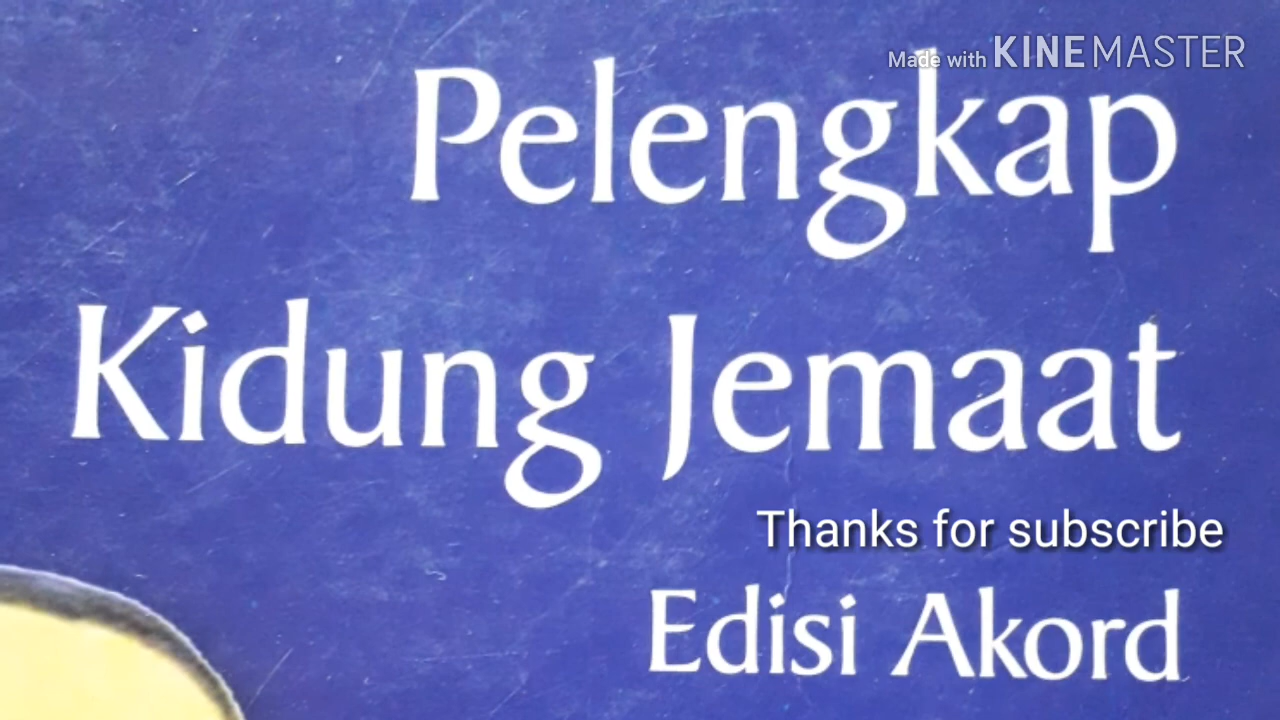 Made with KINEMASTER
Pelengkap
Kidung Jemaat
Thanks for subscribe
Edisi Akord